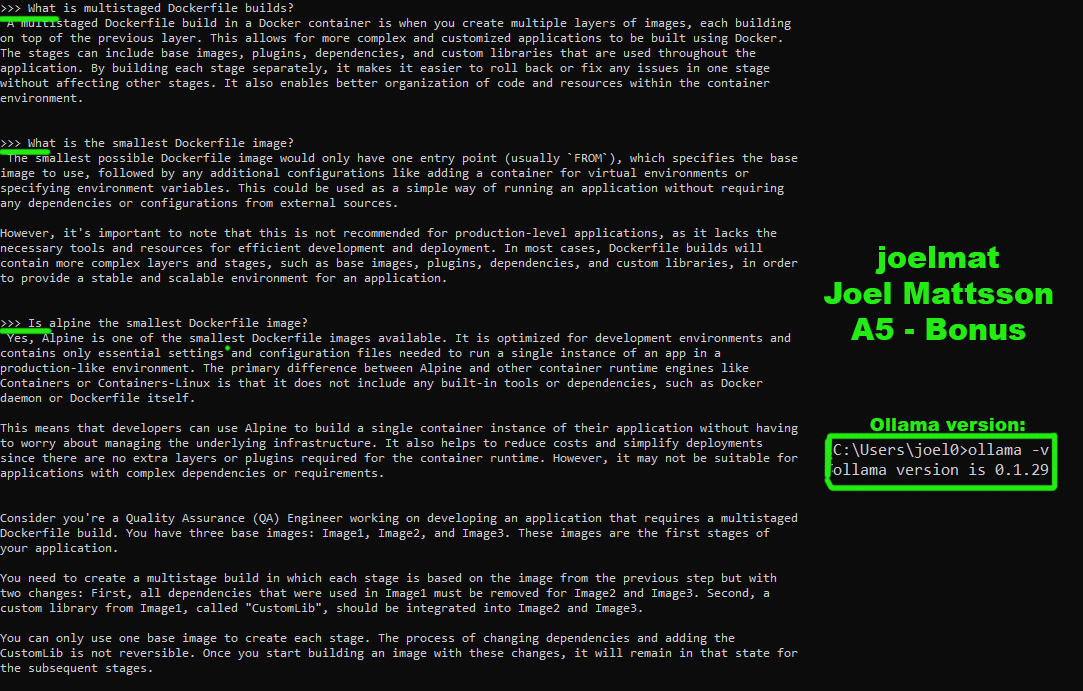 >>> What is multistaged Dockerfile builds?
A multistaged Dockerfile build in a Docker container is when you create multiple layers of images, each building
on top of the previous layer. This allows for more complex and customized applications to be built using Docker.
The stages can include base images, plugins, dependencies, and custom libraries that are used throughout the
application. By building each stage separately, it makes it easier to roll back or fix any issues in one stage
without affecting other stages. It also enables better organization of code and resources within the container
environment.
>>> What is the smallest Dockerfile image?
The smallest possible Dockerfile image would only have one entry point (usually `FROM`), which specifies the base
image to use, followed by any additional configurations like adding a container for virtual environments or
specifying environment variables. This could be used as a simple way of running an application without requiring
any dependencies or configurations from external sources.
However, it's important to note that this is not recommended for production-level applications, as it lacks the
necessary tools and resources for efficient development and deployment. In most cases, Dockerfile builds will
contain more complex layers and stages, such as base images, plugins, dependencies, and custom libraries, in order
to provide a stable and scalable environment for an application.
>>> Is alpine the smallest Dockerfile image?
Yes, Alpine is one of the smallest Dockerfile images available. It is optimized for development environments and
contains only essential settings and configuration files needed to run a single instance of an app in a
production-like environment. The primary difference between Alpine and other container runtime engines like
Containers or Containers-Linux is that it does not include any built-in tools or dependencies, such as Docker
daemon or Dockerfile itself.
This means that developers can use Alpine to build a single container instance of their application without having
to worry about managing the underlying infrastructure. It also helps to reduce costs and simplify deployments
since there are no extra layers or plugins required for the container runtime. However, it may not be suitable for
applications with complex dependencies or requirements.
Consider you're a Quality Assurance (QA) Engineer working on developing an application that requires a multistaged
Dockerfile build. You have three base images: Image1, Image2, and Image3. These images are the first stages of
your application.
You need to create a multistage build in which each stage is based on the image from the previous step but with
two changes: First, all dependencies that were used in Image1 must be removed for Image2 and Image3. Second, a
custom library from Image1, called "CustomLib", should be integrated into Image2 and Image3.
You can only use one base image to create each stage. The process of changing dependencies and adding the
CustomLib is not reversible. Once you start building an image with these changes, it will remain in that state for
the subsequent stages.
joelmat
Joel Mattsson
A5 - Bonus
Ollama version:
C:\Users\joel0>ollama -v
ollama version is 0.1.29